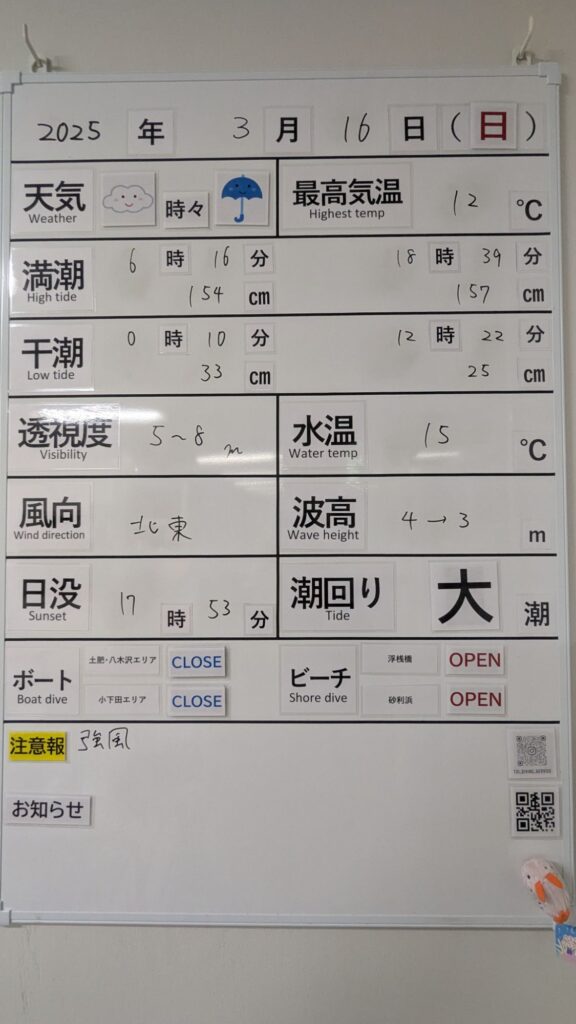 2025 年 3 月 16 日 (日)
天気 時々
Weather
最高気温 12 ℃
Highest temp
満潮 6 時 16 分 18 時 39 分
High tide 154 cm 157 cm
干潮 0 時 10 分 12 時 22 分
Low tide 33 cm 25 cm
透視度 5~8 m
Visibility
水温 15 ℃
Water temp
風向 北東
Wind direction
波高 4→3 m
Wave height
日没 17 時 53 分
Sunset
潮回り 大 潮
Tide
ボート
Boat dive
土肥・八木沢エリア CLOSE
小下田エリア CLOSE
ビーチ
Shore dive
浮桟橋 OPEN
砂利浜 OPEN
注意報 強風
お知らせ